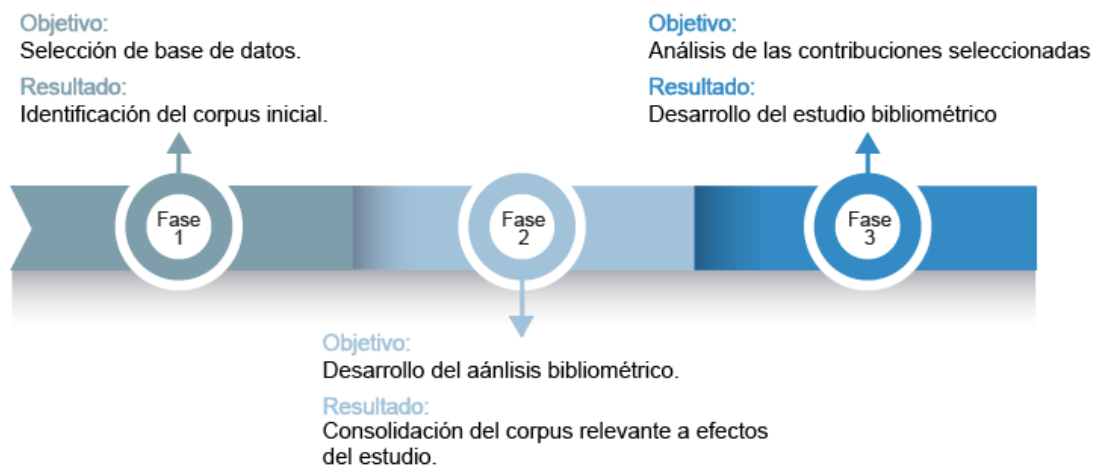 Objetivo:
Selección de base de datos.
Resultado:
Identificación del corpus inicial.
Objetivo:
Análisis de las contribuciones seleccionadas
Resultado:
Desarrollo del estudio bibliométrico
Fase
1
Fase
2
Fase
3
Objetivo:
Desarrollo del aánlisis bibliométrico.
Resultado:
Consolidación del corpus relevante a efectos
del estudio.